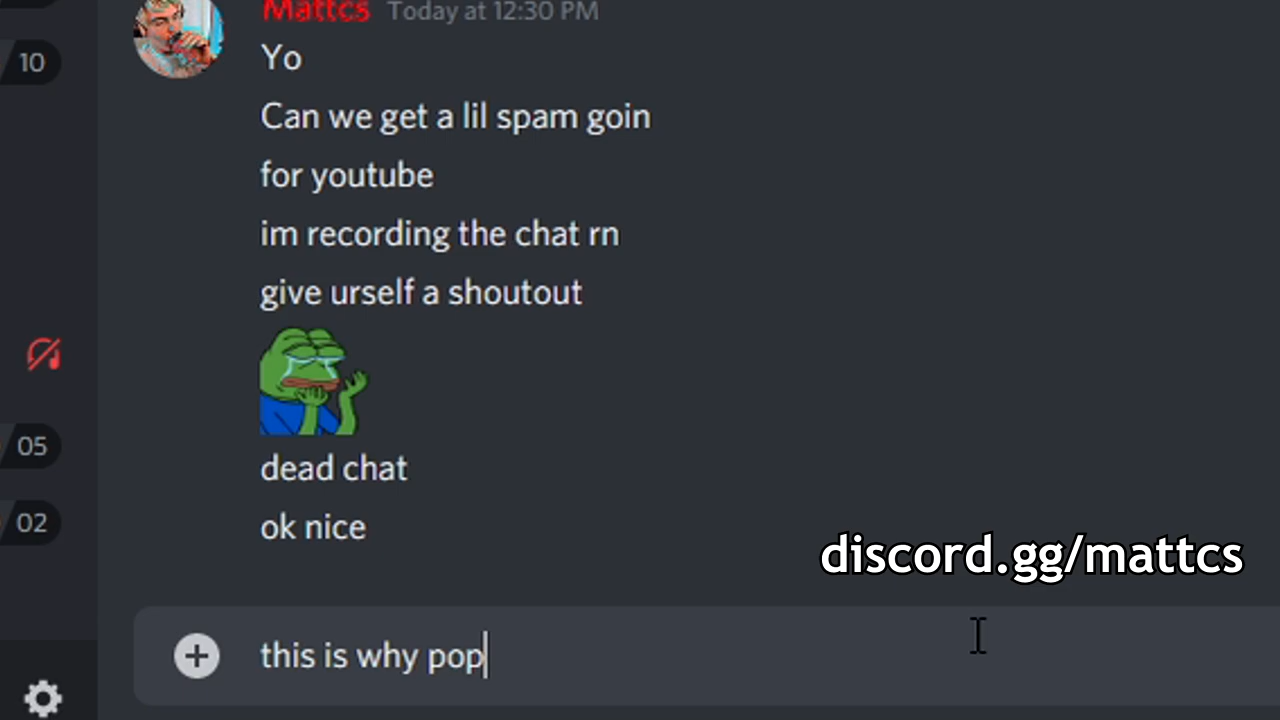 Mattcs Today at 12:30 PM
10
Yo
Can we get a lil spam goin
for youtube
im recording the chat rn
give urself a shoutout
05
dead chat
02
ok nice
discord.gg/mattcs
this is why pop